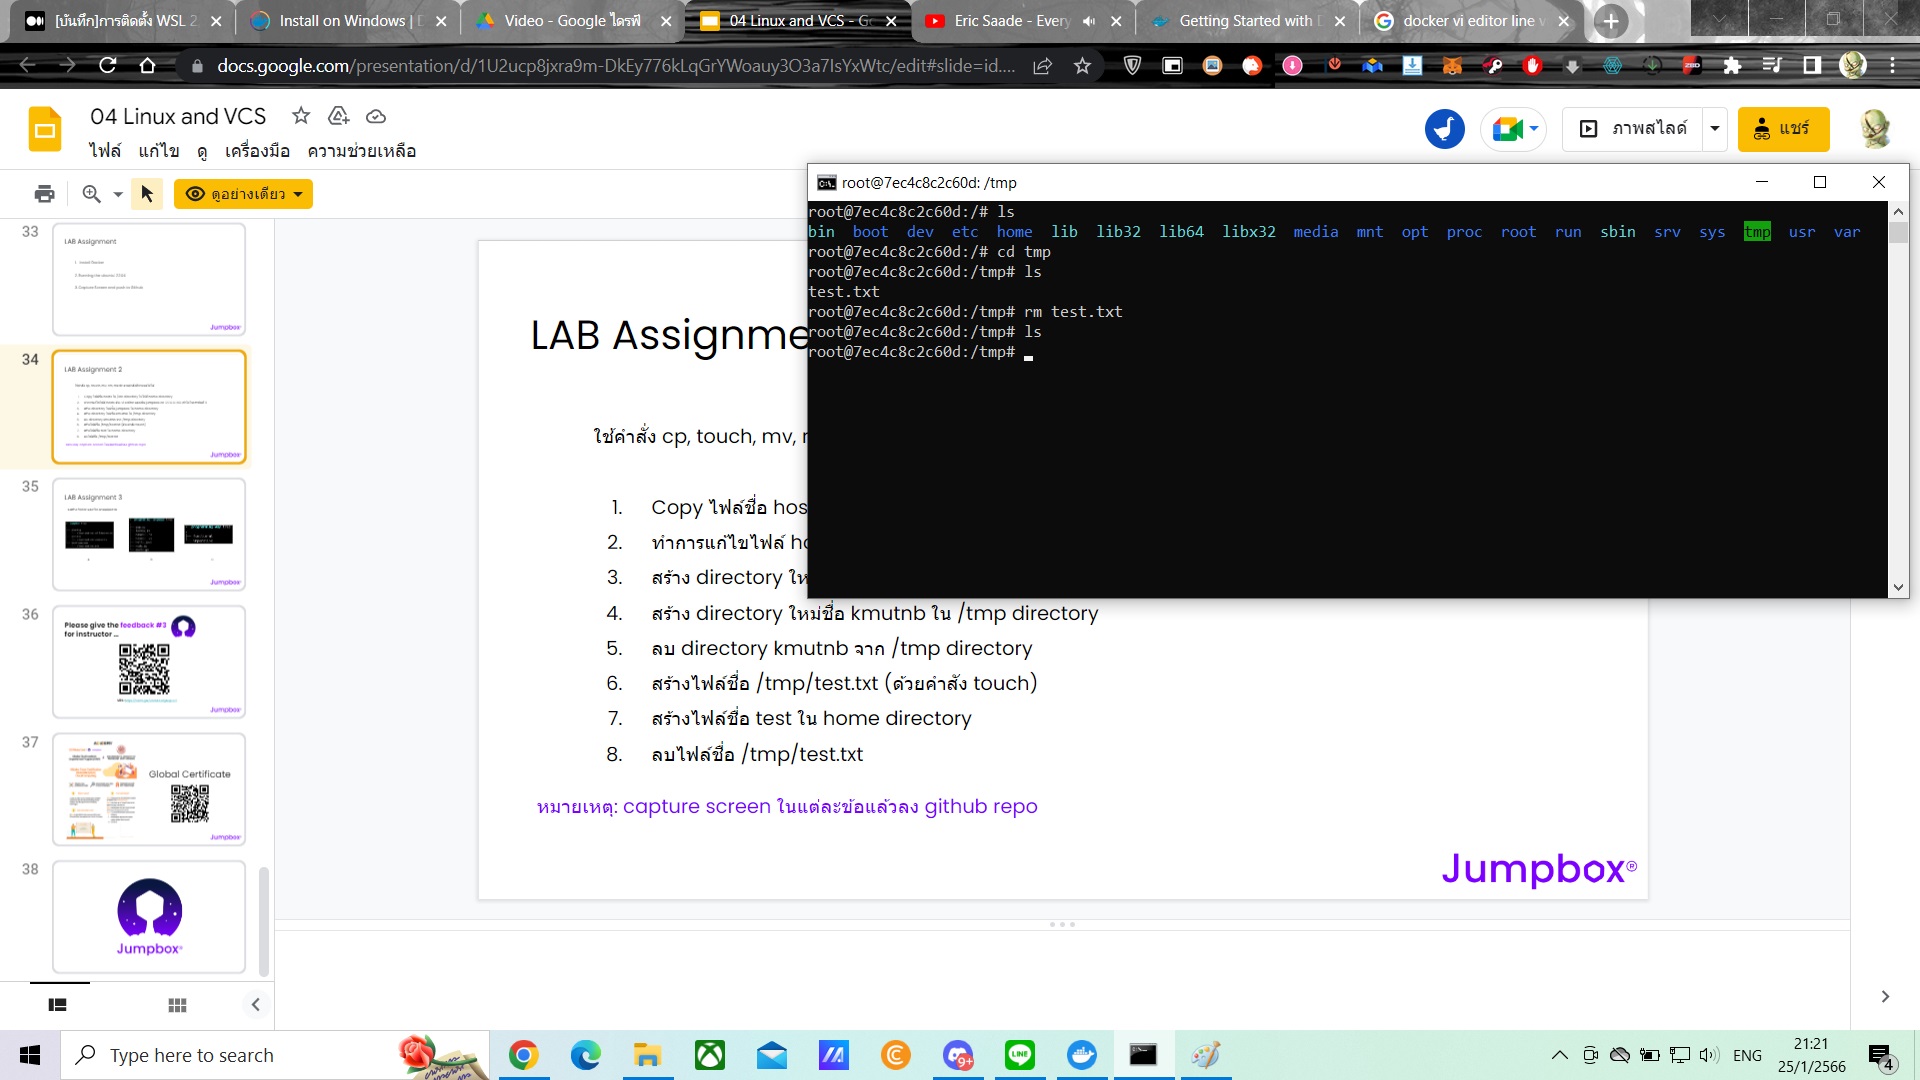 [บันทึก]การติดตั้ง WSL 2
Install on Windows | D
Video - Google ไดรฟ์
04 Linux and VCS - Go
Eric Saade - Every
Getting Started with D
docker vi editor line v
docs.google.com/presentation/d/1U2ucp8jxra9m-DkEy776kLqGrYWoauy3O3a7IsYxWtc/edit#slide=id....
04 Linux and VCS
ไฟล์ แก้ไข ดู เครื่องมือ ความช่วยเหลือ
ภาพสไลด์
แชร์
ดูอย่างเดียว
root@7ec4c8c2c60d: /tmp
root@7ec4c8c2c60d:/# ls
bin boot dev etc home lib lib32 lib64 libx32 media mnt opt proc root run sbin srv sys tmp usr var
root@7ec4c8c2c60d:/# cd tmp
root@7ec4c8c2c60d:/tmp# ls
test.txt
root@7ec4c8c2c60d:/tmp# rm test.txt
root@7ec4c8c2c60d:/tmp# ls
root@7ec4c8c2c60d:/tmp#
33
LAB Assignment
Jumpbox
34
LAB Assignment 2
Jumpbox
35
LAB Assignment 3
Jumpbox
36
Please give the feedback #3
for instructor ...
Jumpbox
37
Global Certificate
Jumpbox
38
Jumpbox
LAB Assignme
ใช้คำสั่ง cp, touch, mv, r
1. Copy ไฟล์ชื่อ hos
2. ทำการแก้ไขไฟล์ ho
3. สร้าง directory ให
4. สร้าง directory ใหม่ชื่อ kmutnb ใน /tmp directory
5. ลบ directory kmutnb จาก /tmp directory
6. สร้างไฟล์ชื่อ /tmp/test.txt (ด้วยคำสัง touch)
7. สร้างไฟล์ชื่อ test ใน home directory
8. ลบไฟล์ชื่อ /tmp/test.txt
หมายเหตุ: capture screen ในแต่ละข้อแล้วลง github repo
Jumpbox®
Type here to search
9+
LINE
ENG
21:21
25/1/2566
4